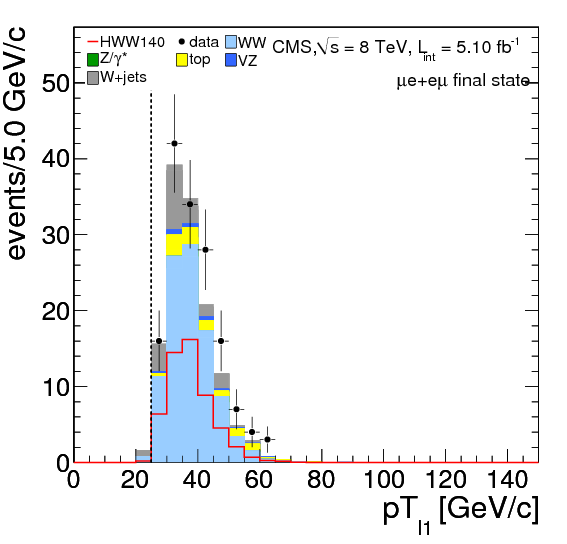 HWW140 data WW CMS,√s = 8 TeV, L_int = 5.10 fb⁻¹
Z/γ* top VZ
W+jets μe+eμ final state
events/5.0 GeV/c
50
40
30
20
10
0
0 20 40 60 80 100 120 140
pT_l1 [GeV/c]